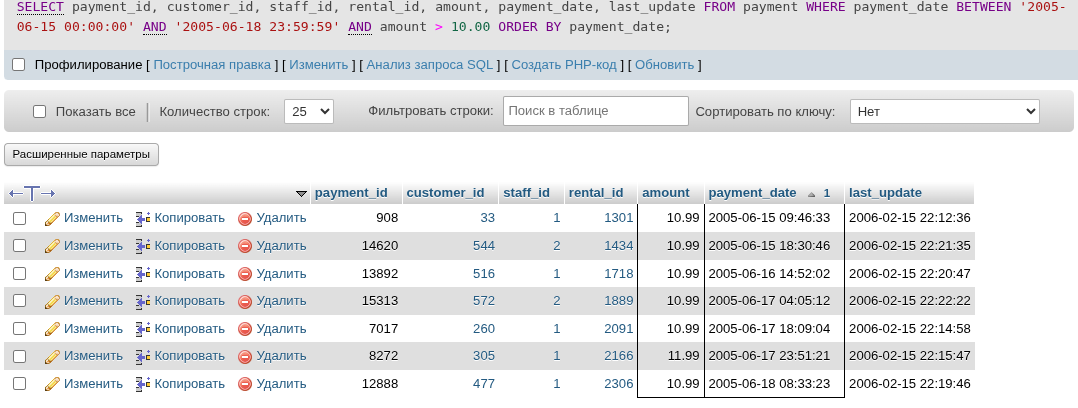 SELECT payment_id, customer_id, staff_id, rental_id, amount, payment_date, last_update FROM payment WHERE payment_date BETWEEN '2005-
06-15 00:00:00' AND '2005-06-18 23:59:59' AND amount > 10.00 ORDER BY payment_date;
Профилирование [ Построчная правка ] [ Изменить ] [ Анализ запроса SQL ] [ Создать PHP-код ] [ Обновить ]
Показать все Количество строк: 25 Фильтровать строки: Поиск в таблице Сортировать по ключу: Нет
Расширенные параметры
payment_id customer_id staff_id rental_id amount payment_date 1 last_update
Изменить Копировать Удалить 908 33 1 1301 10.99 2005-06-15 09:46:33 2006-02-15 22:12:36
Изменить Копировать Удалить 14620 544 2 1434 10.99 2005-06-15 18:30:46 2006-02-15 22:21:35
Изменить Копировать Удалить 13892 516 1 1718 10.99 2005-06-16 14:52:02 2006-02-15 22:20:47
Изменить Копировать Удалить 15313 572 2 1889 10.99 2005-06-17 04:05:12 2006-02-15 22:22:22
Изменить Копировать Удалить 7017 260 1 2091 10.99 2005-06-17 18:09:04 2006-02-15 22:14:58
Изменить Копировать Удалить 8272 305 1 2166 11.99 2005-06-17 23:51:21 2006-02-15 22:15:47
Изменить Копировать Удалить 12888 477 1 2306 10.99 2005-06-18 08:33:23 2006-02-15 22:19:46